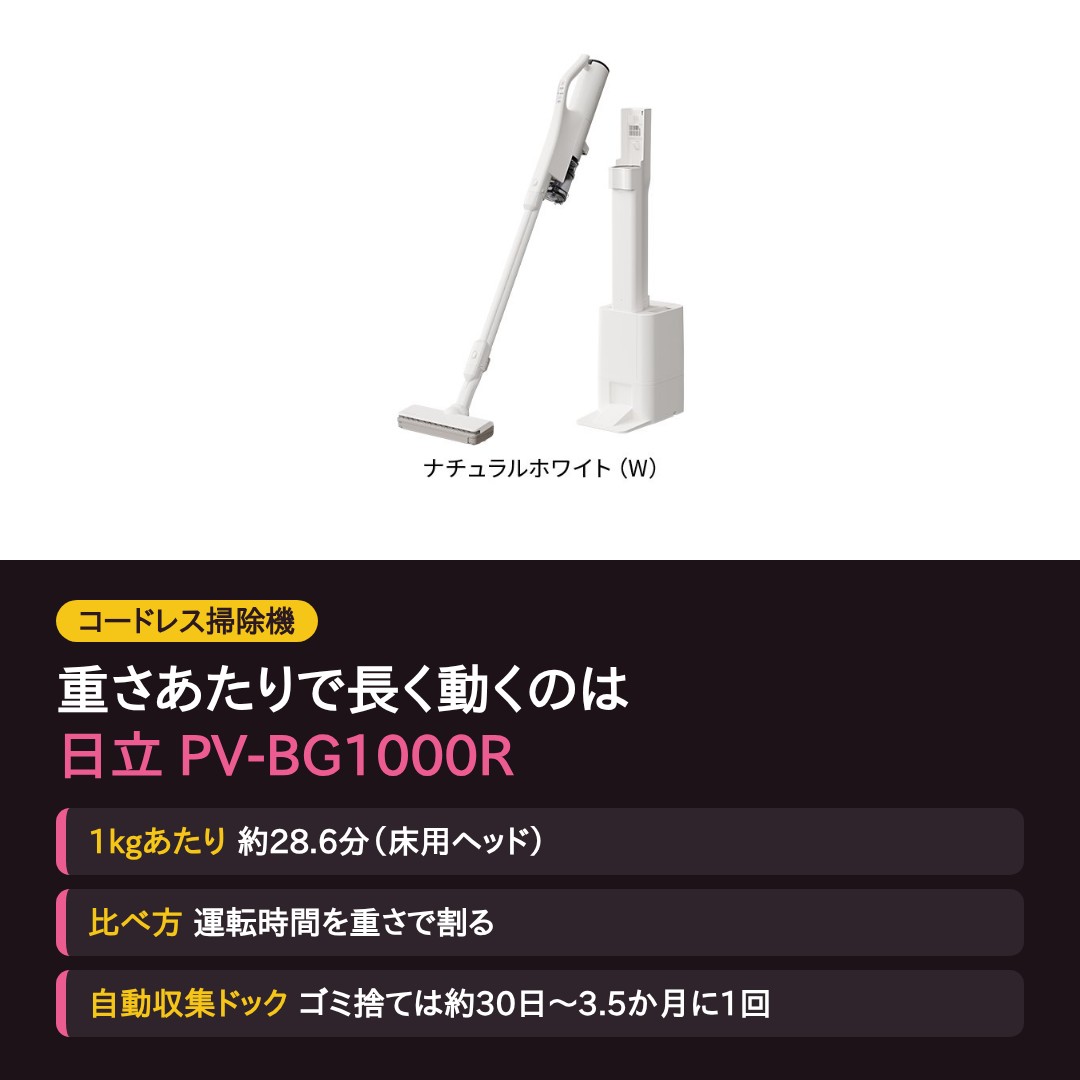 ナチュラルホワイト（W）
コードレス掃除機
重さあたりで長く動くのは
日立 PV-BG1000R
1kgあたり 約28.6分（床用ヘッド）
比べ方 運転時間を重さで割る
自動収集ドック ゴミ捨ては約30日〜3.5か月に1回